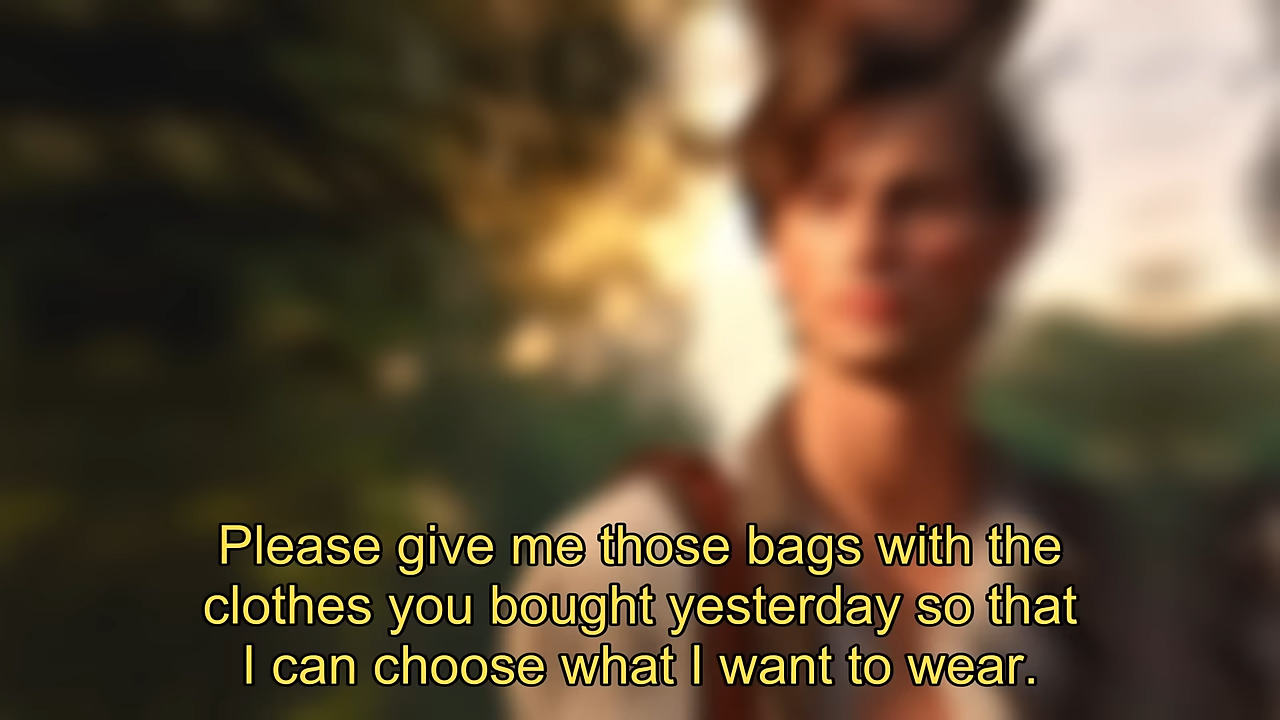 Please give me those bags with the
clothes you bought yesterday so that
I can choose what I want to wear.